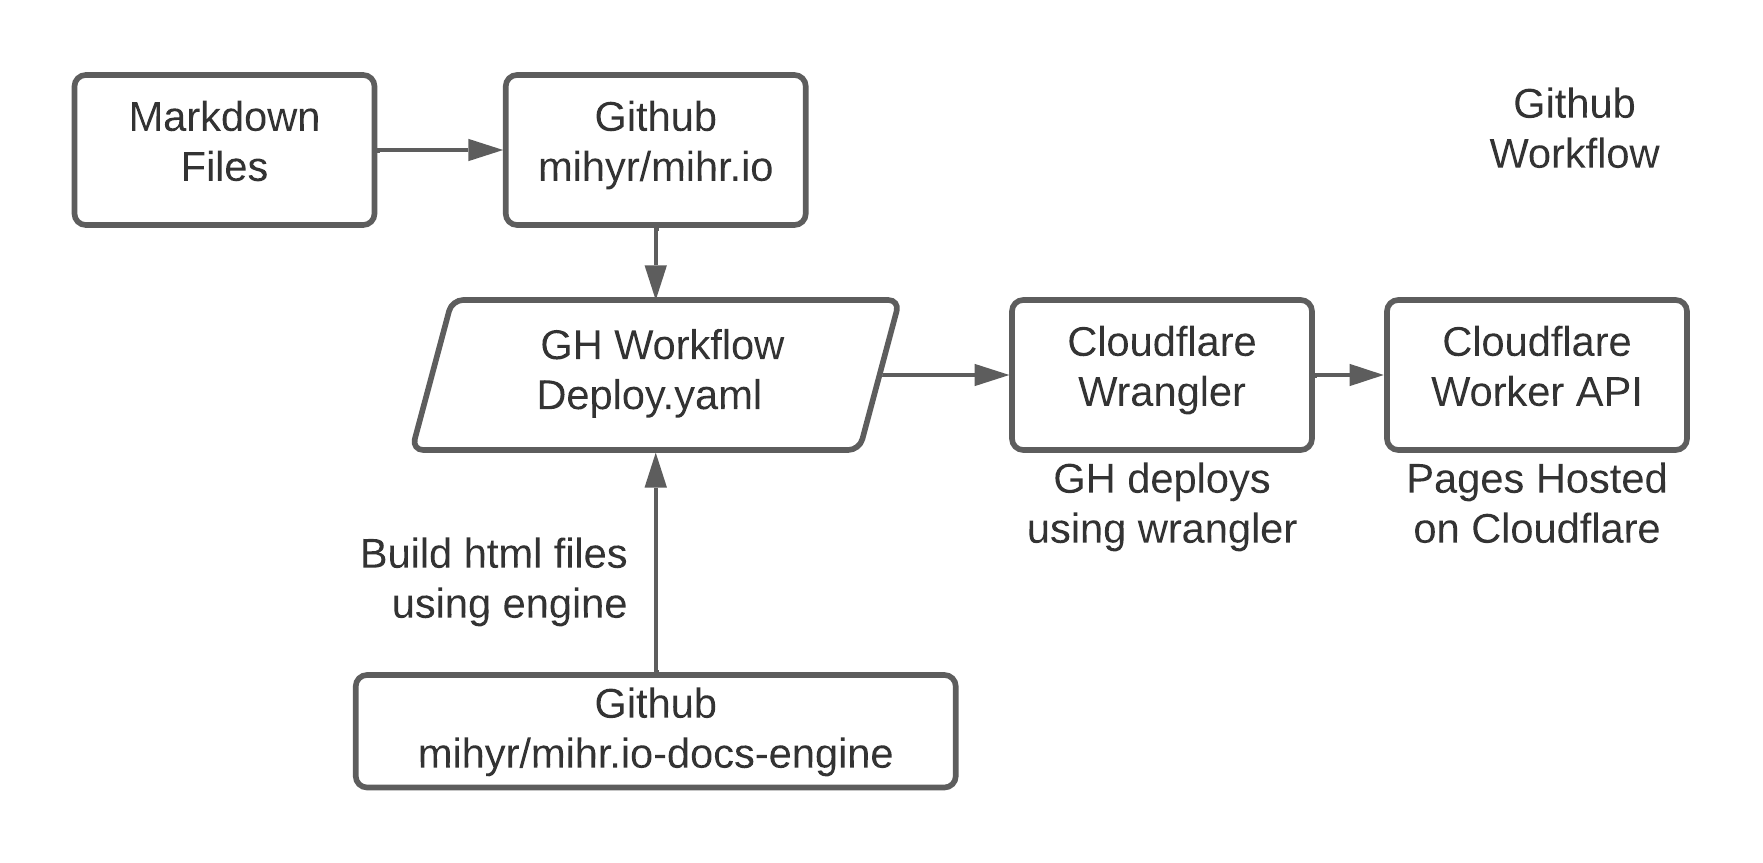 Markdown
Files
Github
mihyr/mihr.io
Github
Workflow
GH Workflow
Deploy.yaml
Cloudflare
Wrangler
Cloudflare
Worker API
GH deploys
using wrangler
Pages Hosted
on Cloudflare
Build html files
using engine
Github
mihyr/mihr.io-docs-engine